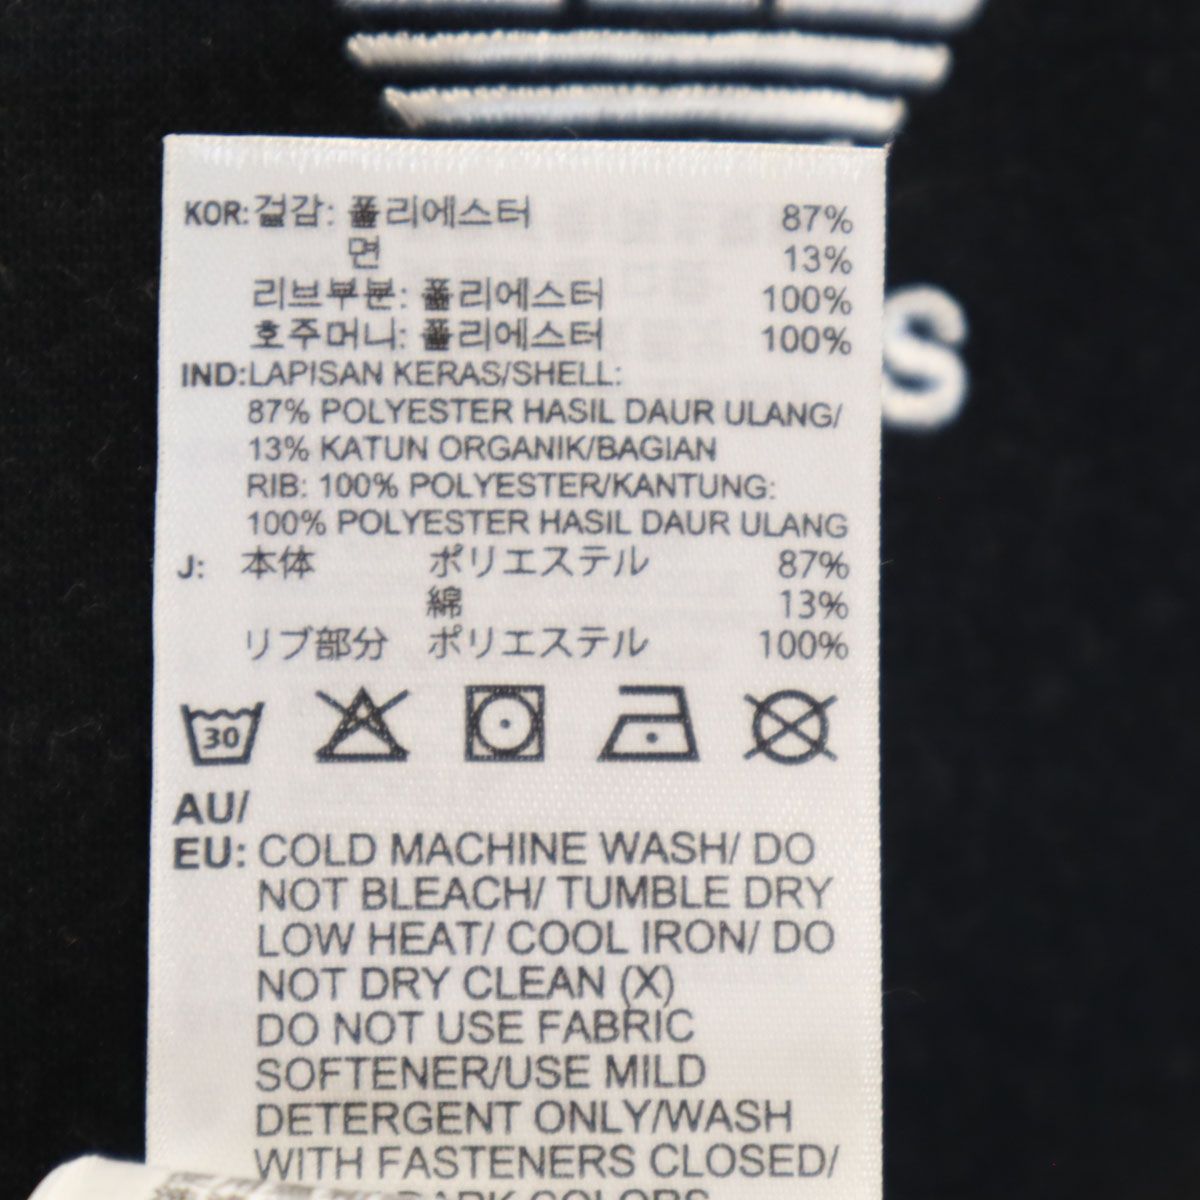 KOR: 겉감: 폴리에스터 87%
면 13%
리브부분: 폴리에스터 100%
호주머니: 폴리에스터 100%
IND: LAPISAN KERAS/SHELL:
87% POLYESTER HASIL DAUR ULANG/
13% KATUN ORGANIK/BAGIAN
RIB: 100% POLYESTER/KANTUNG:
100% POLYESTER HASIL DAUR ULANG
J: 本体 ポリエステル 87%
綿 13%
リブ部分 ポリエステル 100%
30
AU/
EU: COLD MACHINE WASH/ DO
NOT BLEACH/ TUMBLE DRY
LOW HEAT/ COOL IRON/ DO
NOT DRY CLEAN (X)
DO NOT USE FABRIC
SOFTENER/USE MILD
DETERGENT ONLY/WASH
WITH FASTENERS CLOSED/
DARK COLORS
S